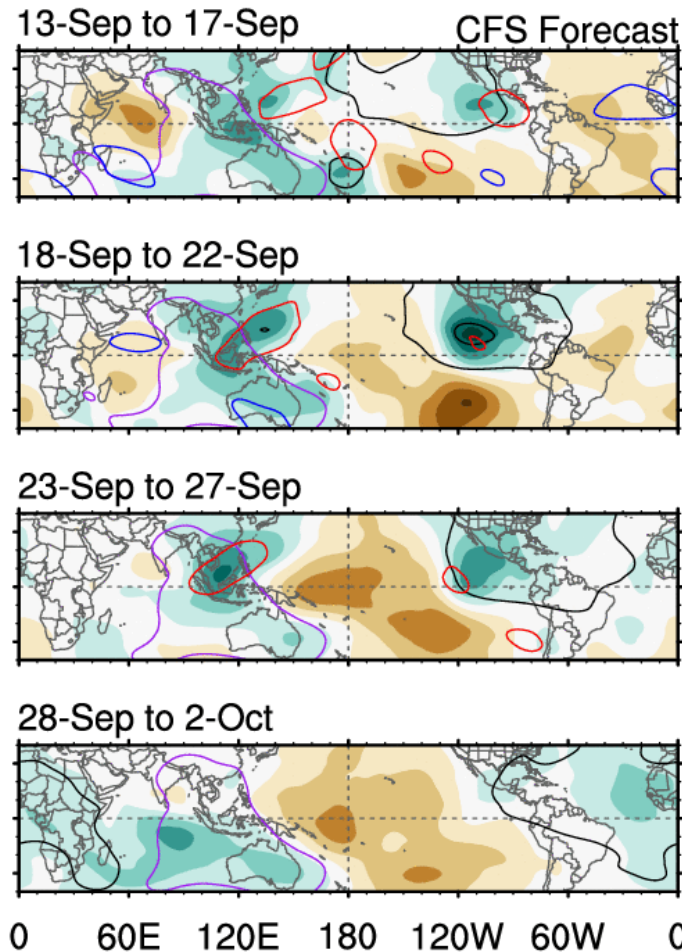 13-Sep to 17-Sep CFS Forecast
18-Sep to 22-Sep
23-Sep to 27-Sep
28-Sep to 2-Oct
0 60E 120E 180 120W 60W 0